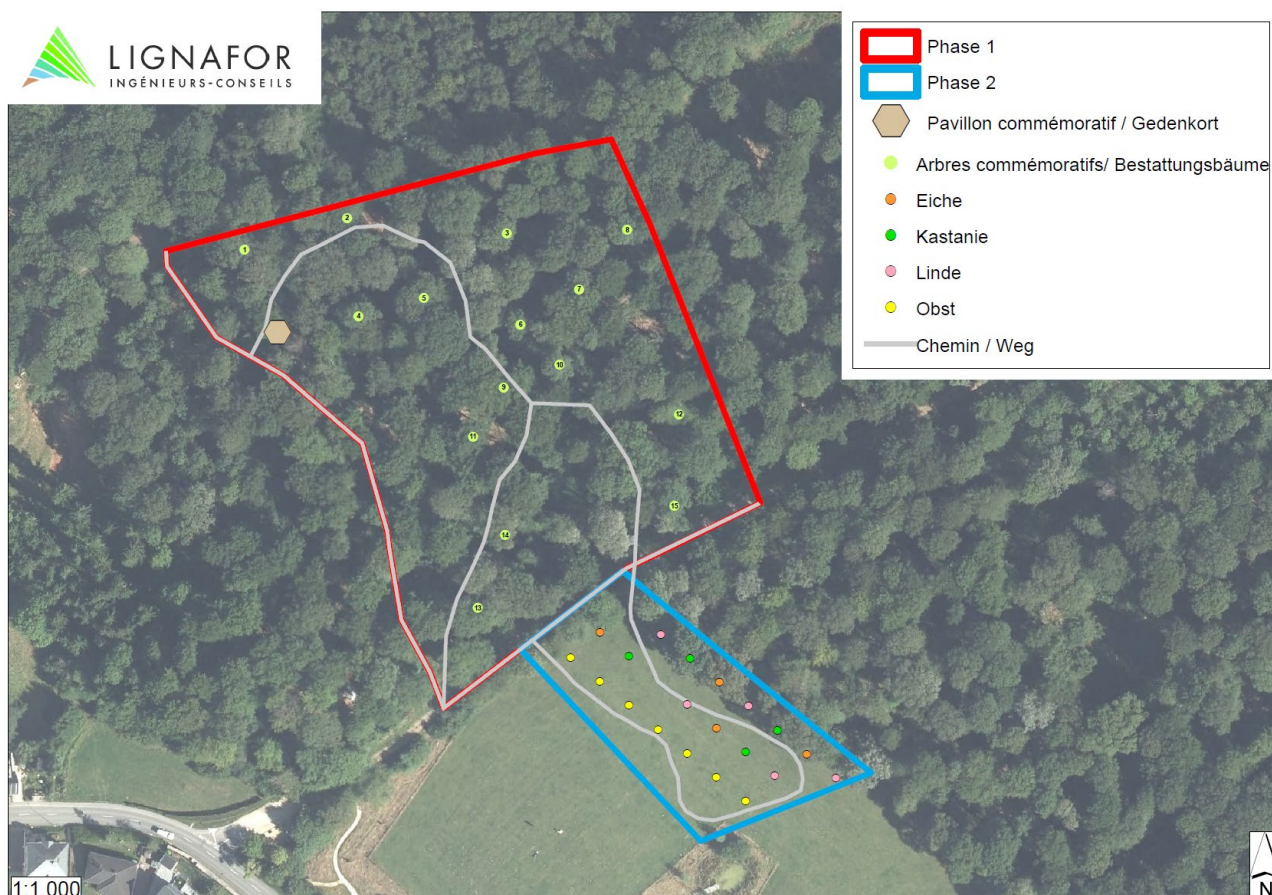 LIGNAFOR
INGÉNIEURS-CONSEILS
Phase 1
Phase 2
Pavillon commémoratif / Gedenkort
Arbres commémoratifs/ Bestattungsbäume
Eiche
Kastanie
Linde
Obst
Chemin / Weg
1
2
3
8
7
5
4
6
10
9
12
11
15
14
13
1:1 000
N